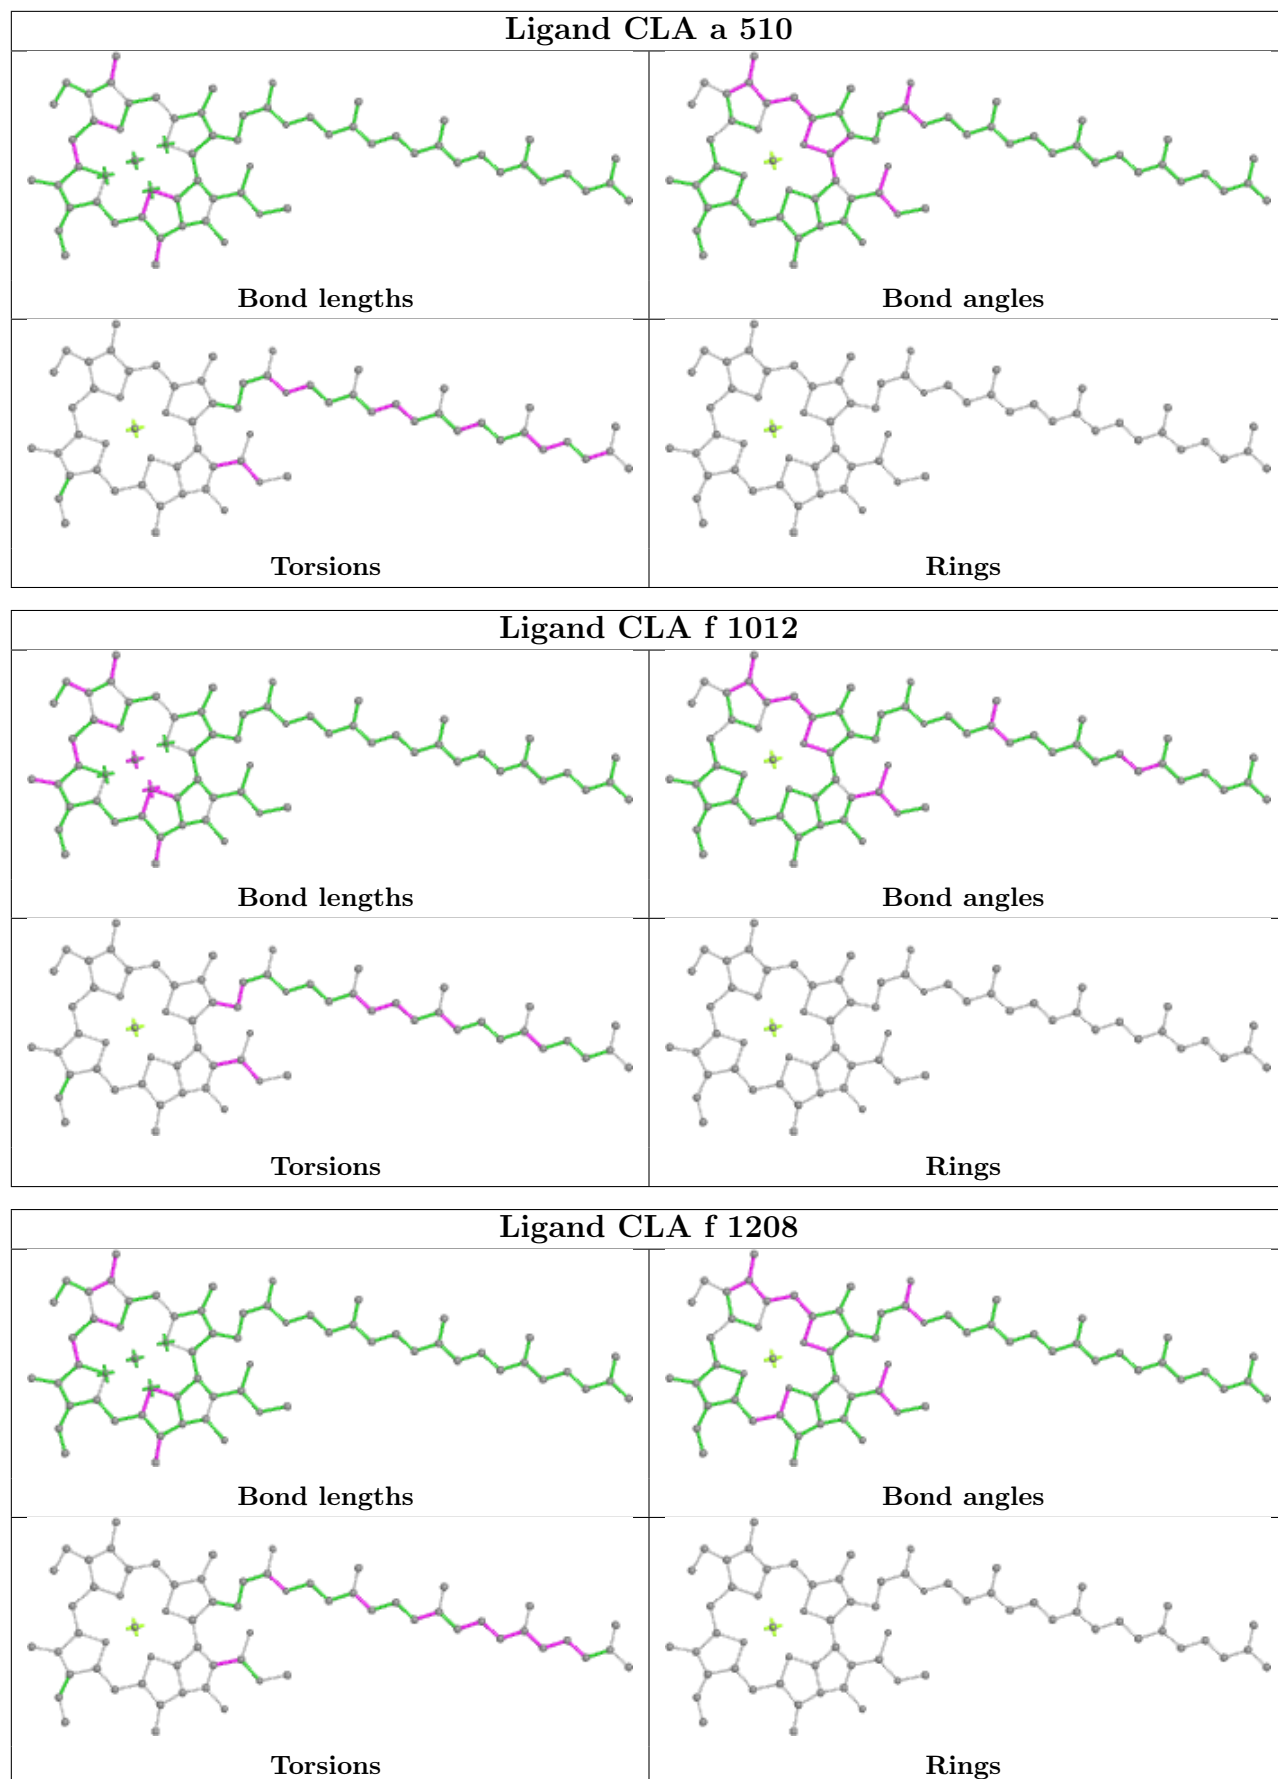 Ligand CLA a 510
Bond lengths
Bond angles
Torsions
Rings
Ligand CLA f 1012
Bond lengths
Bond angles
Torsions
Rings
Ligand CLA f 1208
Bond lengths
Bond angles
Torsions
Rings